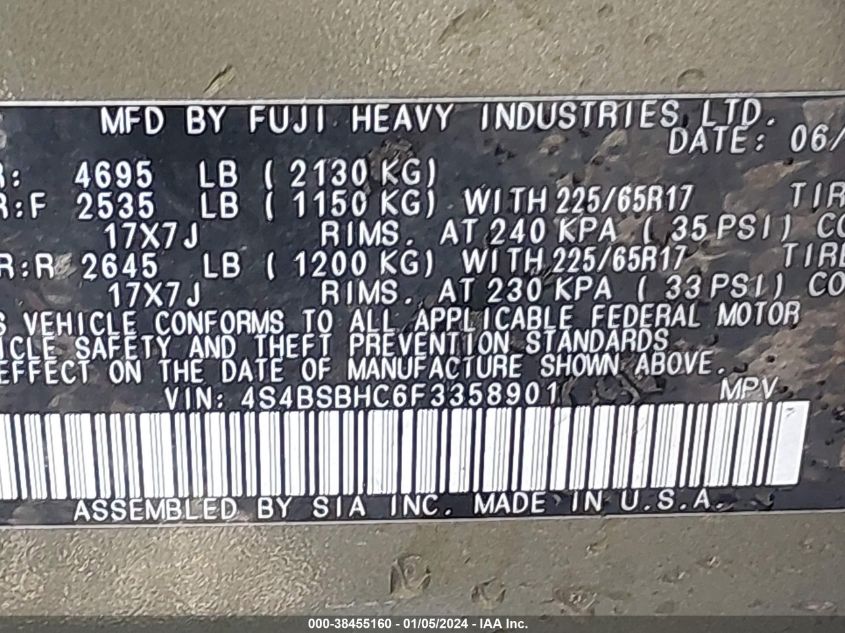 MFD BY FUJI HEAVY INDUSTRIES LTD.
DATE: 06/
R: 4695 LB ( 2130 KG)
R:F 2535 LB ( 1150 KG) WITH 225/65R17 TIR
17X7J RIMS. AT 240 KPA ( 35 PSI) CO
R:R 2645 LB ( 1200 KG) WITH 225/65R17 TIRE
17X7J RIMS. AT 230 KPA ( 33 PSI) CO
S VEHICLE CONFORMS TO ALL APPLICABLE FEDERAL MOTOR
ICLE SAFETY AND THEFT PREVENTION STANDARDS
EFFECT ON THE DATE OF MANUFACTURE SHOWN ABOVE.
VIN: 4S4BSBHC6F3358901 MPV
ASSEMBLED BY SIA INC. MADE IN U.S.A.
000-38455160 - 01/05/2024 - IAA Inc.